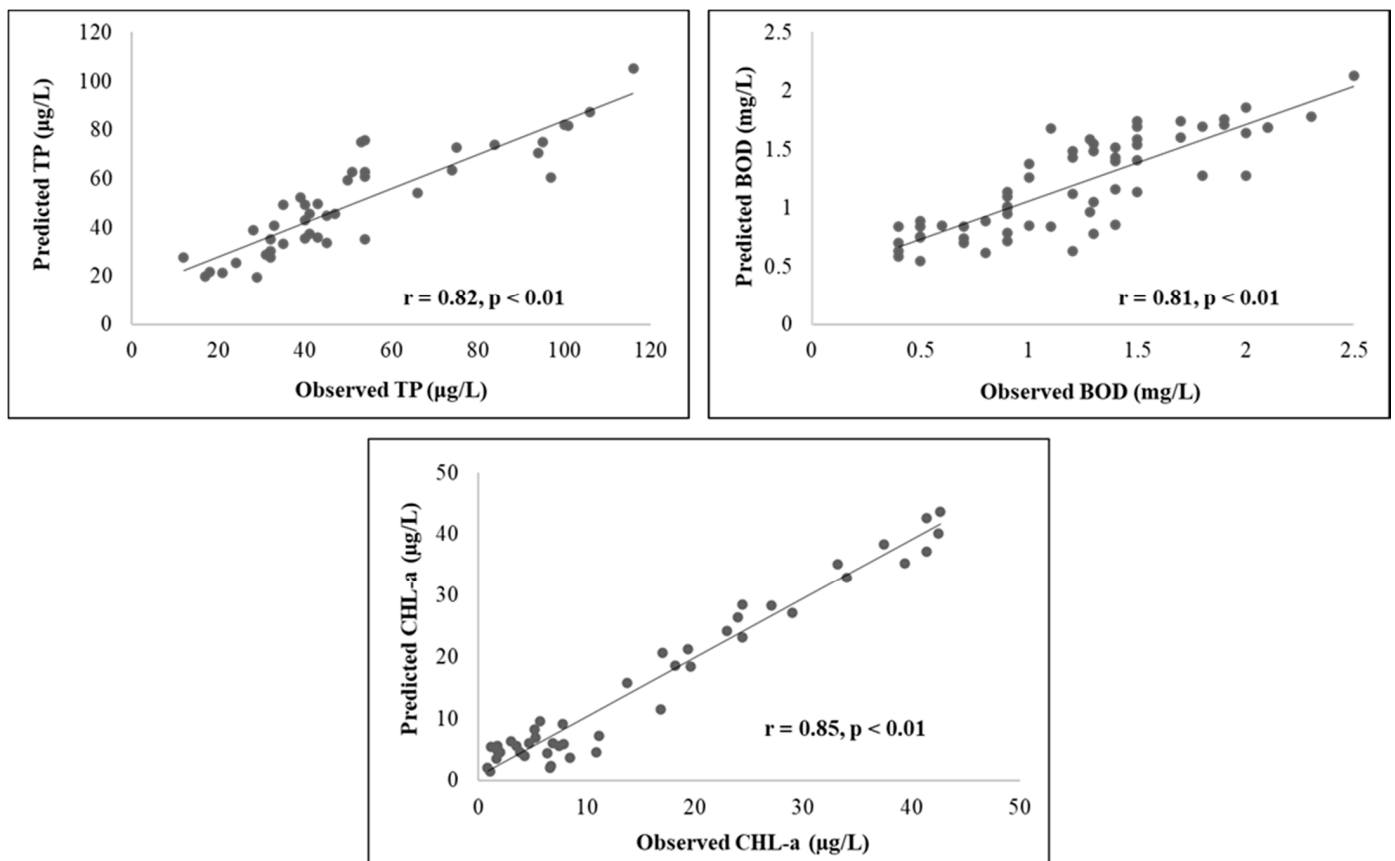 120
100
80
60
40
20
0
Predicted TP (µg/L)
r = 0.82, p < 0.01
0 20 40 60 80 100 120
Observed TP (µg/L)
2.5
2
1.5
1
0.5
0
Predicted BOD (mg/L)
r = 0.81, p < 0.01
0 0.5 1 1.5 2 2.5
Observed BOD (mg/L)
50
40
30
20
10
0
Predicted CHL-a (µg/L)
r = 0.85, p < 0.01
0 10 20 30 40 50
Observed CHL-a (µg/L)